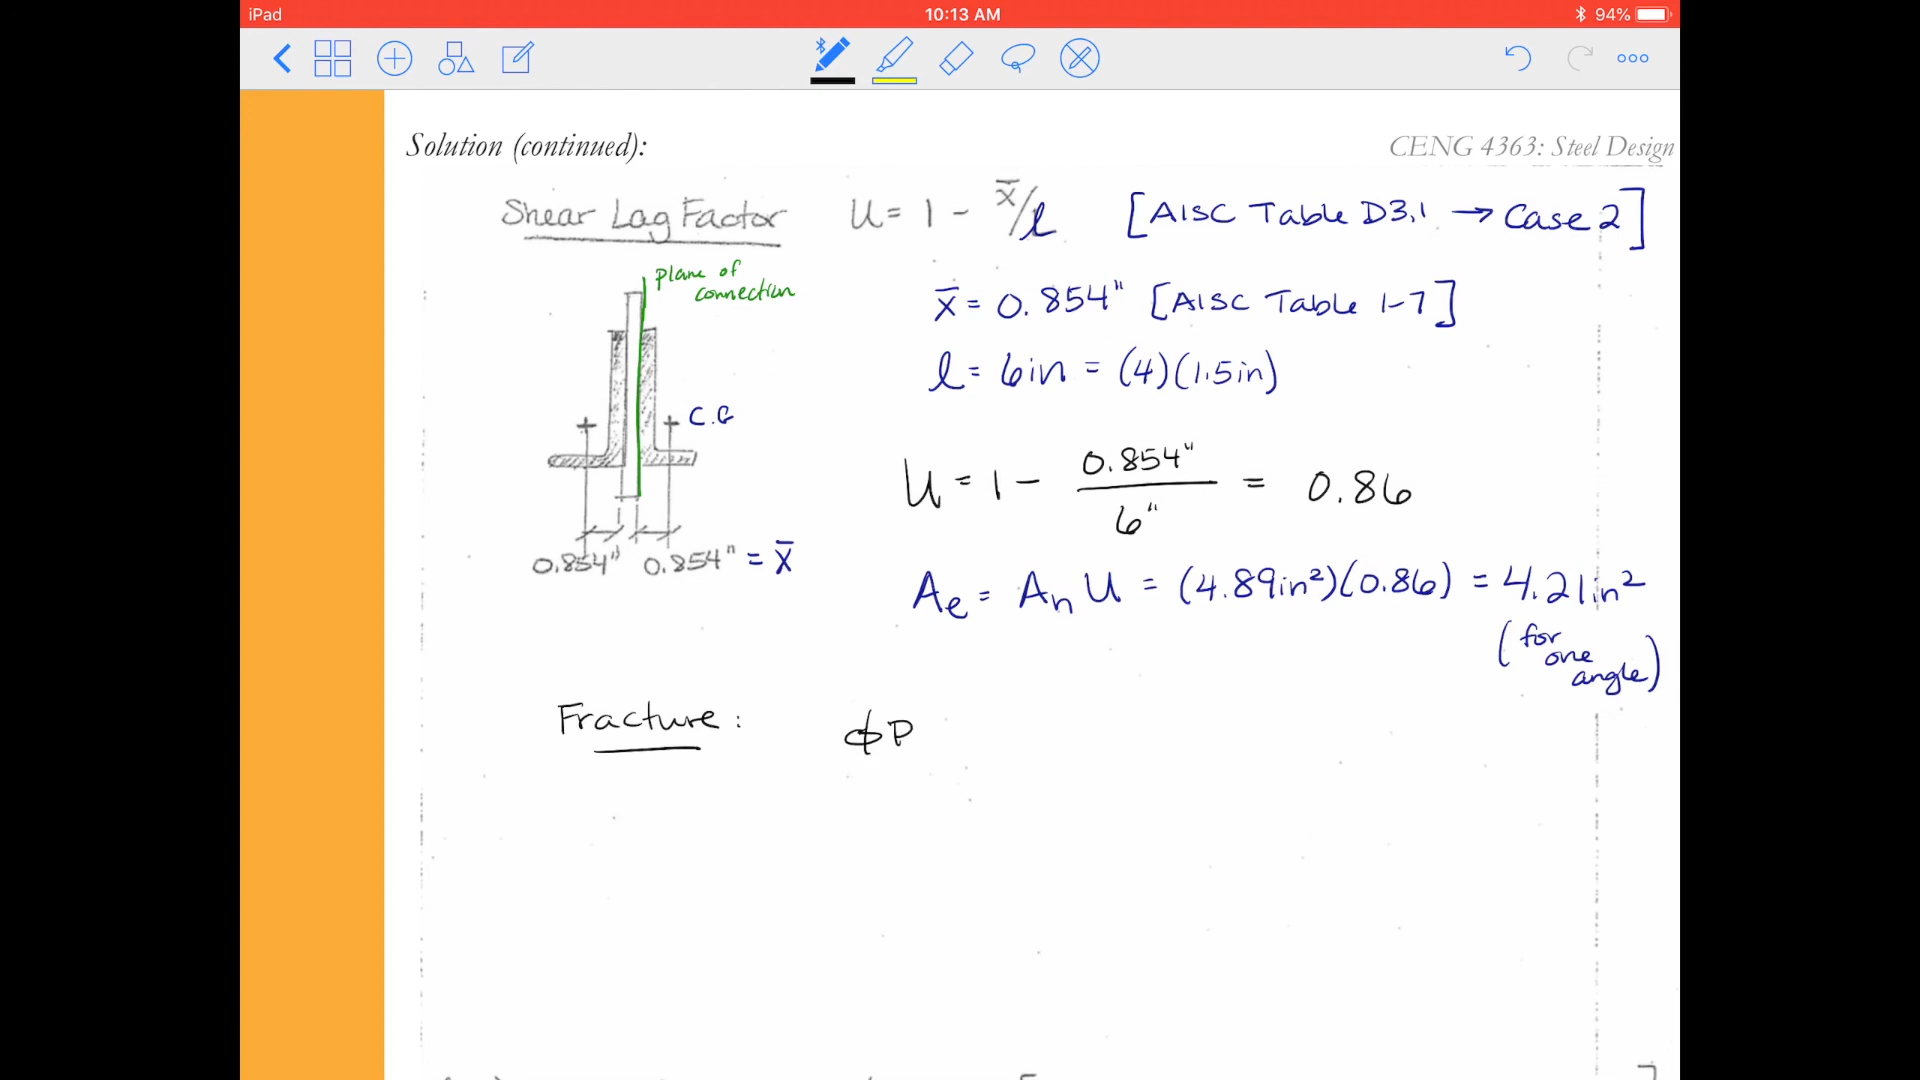 iPad
10:13 AM
94%
Solution (continued):
CENG 4363: Steel Design
Shear Lag Factor U = 1 - x̄/l [AISC Table D3.1 → Case 2]
plane of
connection
x̄ = 0.854" [AISC Table 1-7]
l = 6in = (4)(1.5in)
C.G
U = 1 - 0.854"/6" = 0.86
0.854" 0.854" = x̄
Ae = An U = (4.89in²)(0.86) = 4.21in²
(for
one
angle)
Fracture: ϕP